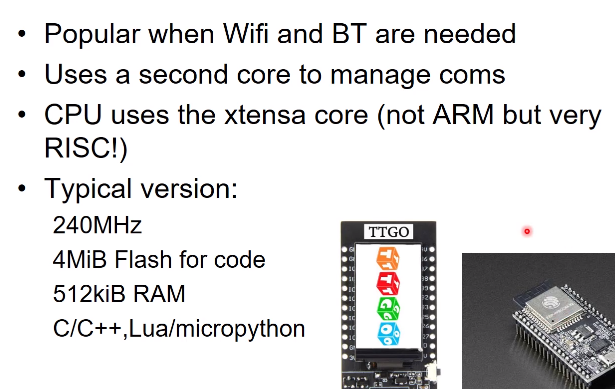 • Popular when Wifi and BT are needed
• Uses a second core to manage coms
• CPU uses the xtensa core (not ARM but very
RISC!)
• Typical version:
240MHz
4MiB Flash for code
512kiB RAM
C/C++,Lua/micropython
TTGO